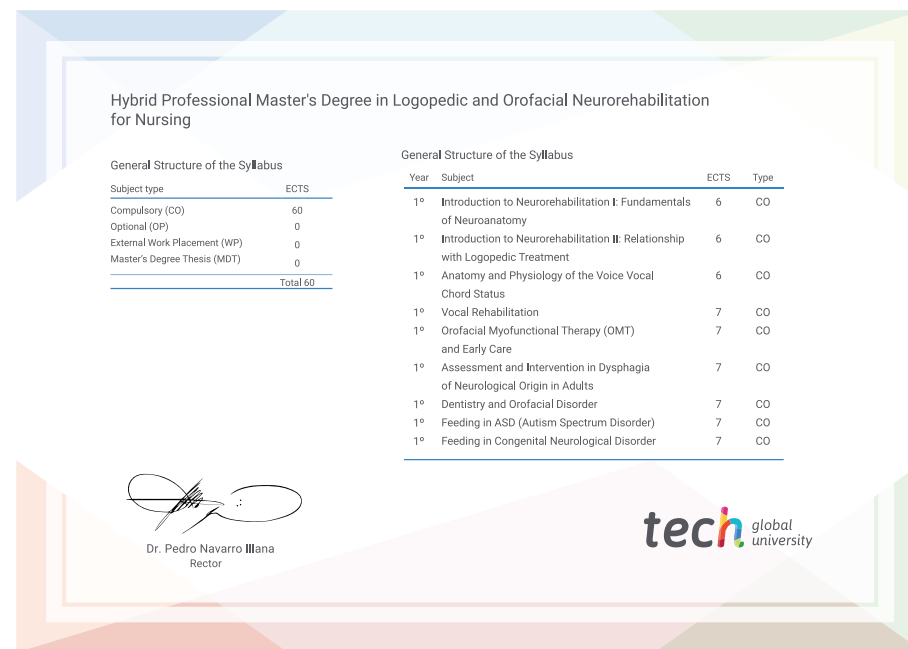 Hybrid Professional Master's Degree in Logopedic and Orofacial Neurorehabilitation
for Nursing
General Structure of the Syllabus
Subject type ECTS
Compulsory (CO) 60
Optional (OP) 0
External Work Placement (WP) 0
Master's Degree Thesis (MDT) 0
Total 60
General Structure of the Syllabus
Year Subject ECTS Type
1º Introduction to Neurorehabilitation I: Fundamentals 6 CO
of Neuroanatomy
1º Introduction to Neurorehabilitation II: Relationship 6 CO
with Logopedic Treatment
1º Anatomy and Physiology of the Voice Vocal 6 CO
Chord Status
1º Vocal Rehabilitation 7 CO
1º Orofacial Myofunctional Therapy (OMT) 7 CO
and Early Care
1º Assessment and Intervention in Dysphagia 7 CO
of Neurological Origin in Adults
1º Dentistry and Orofacial Disorder 7 CO
1º Feeding in ASD (Autism Spectrum Disorder) 7 CO
1º Feeding in Congenital Neurological Disorder 7 CO
Dr. Pedro Navarro Illana
Rector
tech global
university